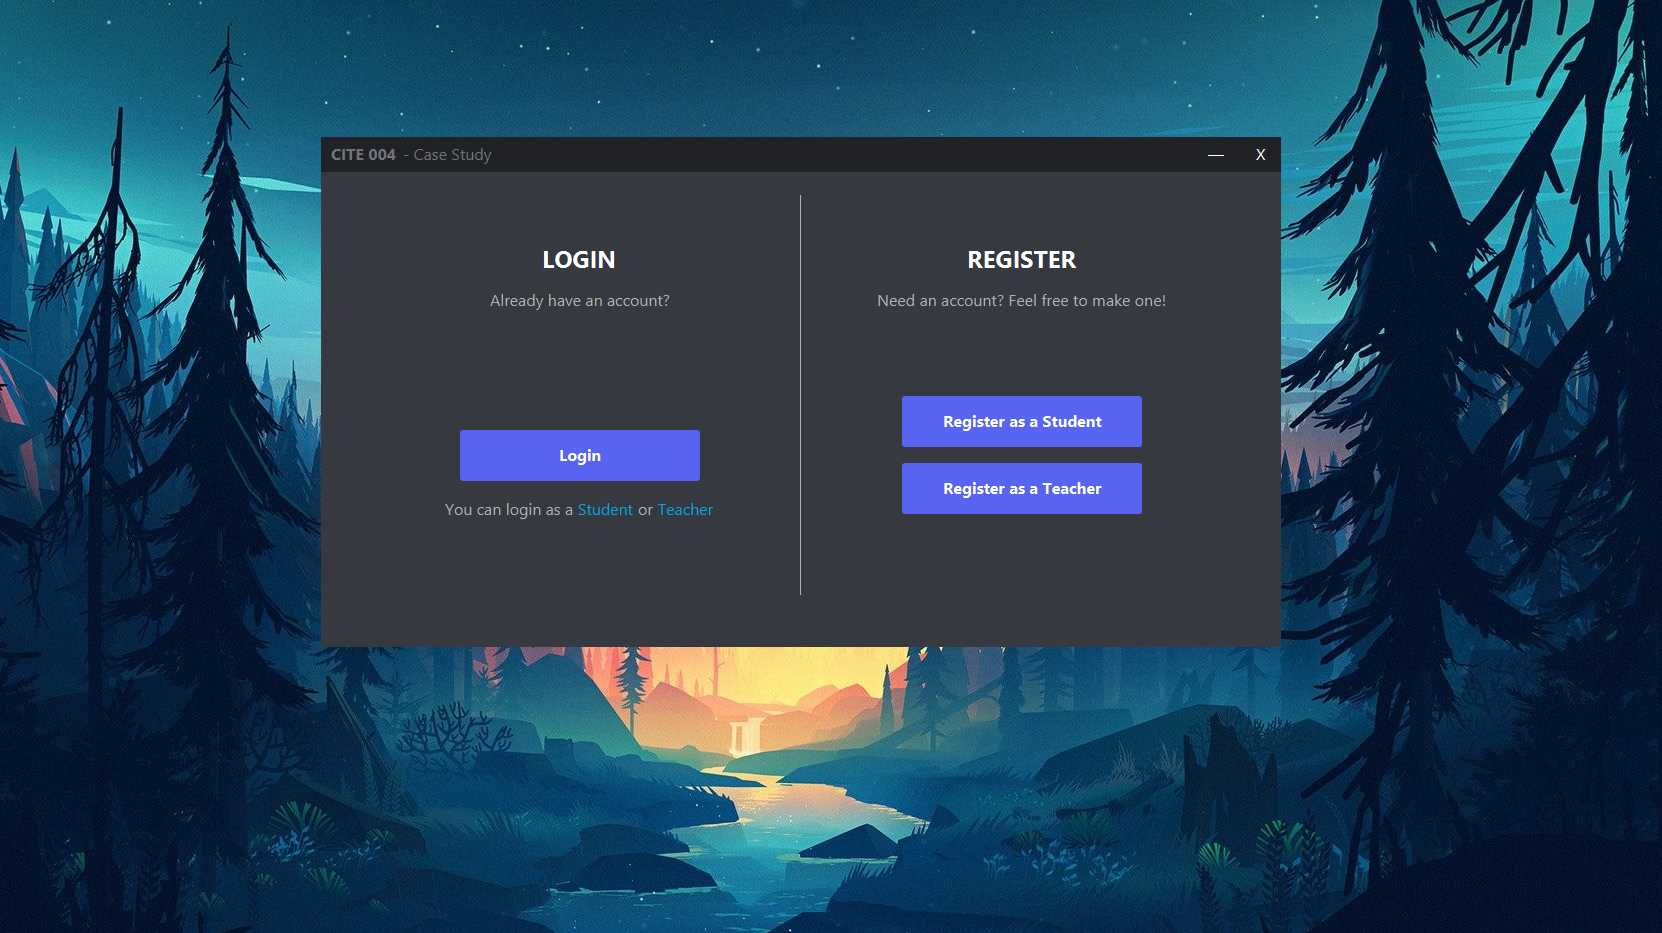 CITE 004 - Case Study
— X
LOGIN
Already have an account?
Login
You can login as a Student or Teacher
REGISTER
Need an account? Feel free to make one!
Register as a Student
Register as a Teacher